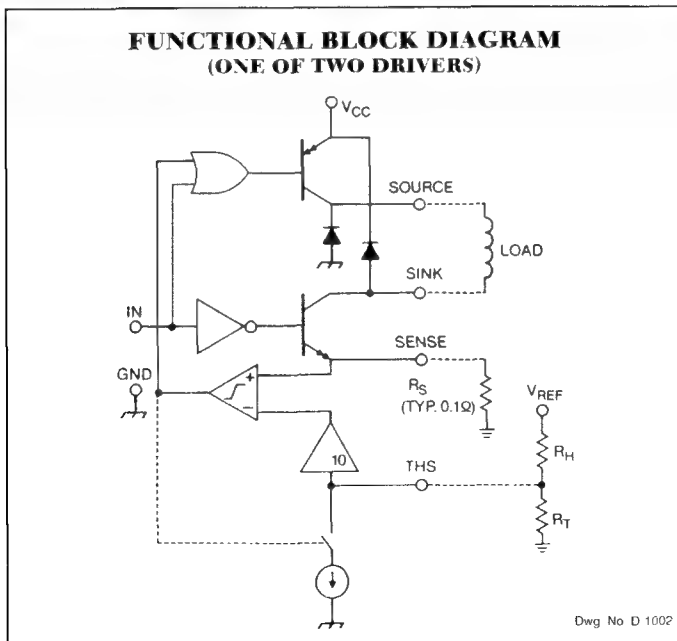 FUNCTIONAL BLOCK DIAGRAM
(ONE OF TWO DRIVERS)
VCC
SOURCE
LOAD
SINK
IN
SENSE
GND
+
−
RS
(TYP. 0.1Ω)
VREF
RH
10
THS
RT
Dwg No D 1002